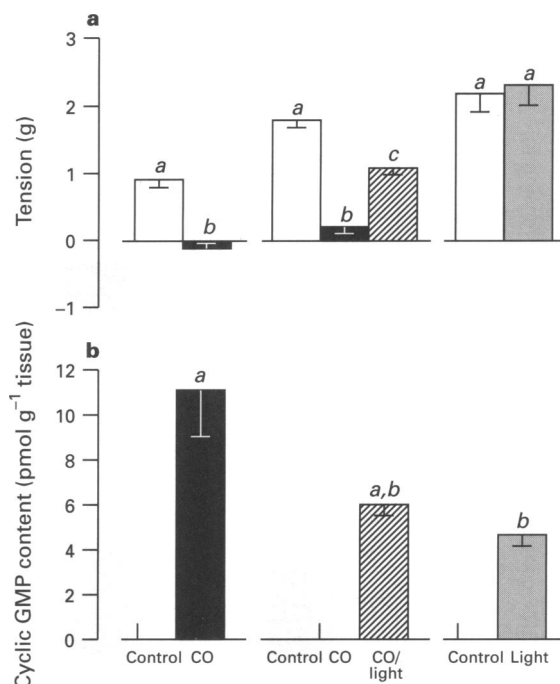 a
3
2
1
0
−1
Tension (g)
a
b
a
b
c
a
a
b
12
10
8
6
4
2
0
Cyclic GMP content (pmol g⁻¹ tissue)
a
a,b
b
Control CO
Control CO CO/
light
Control Light